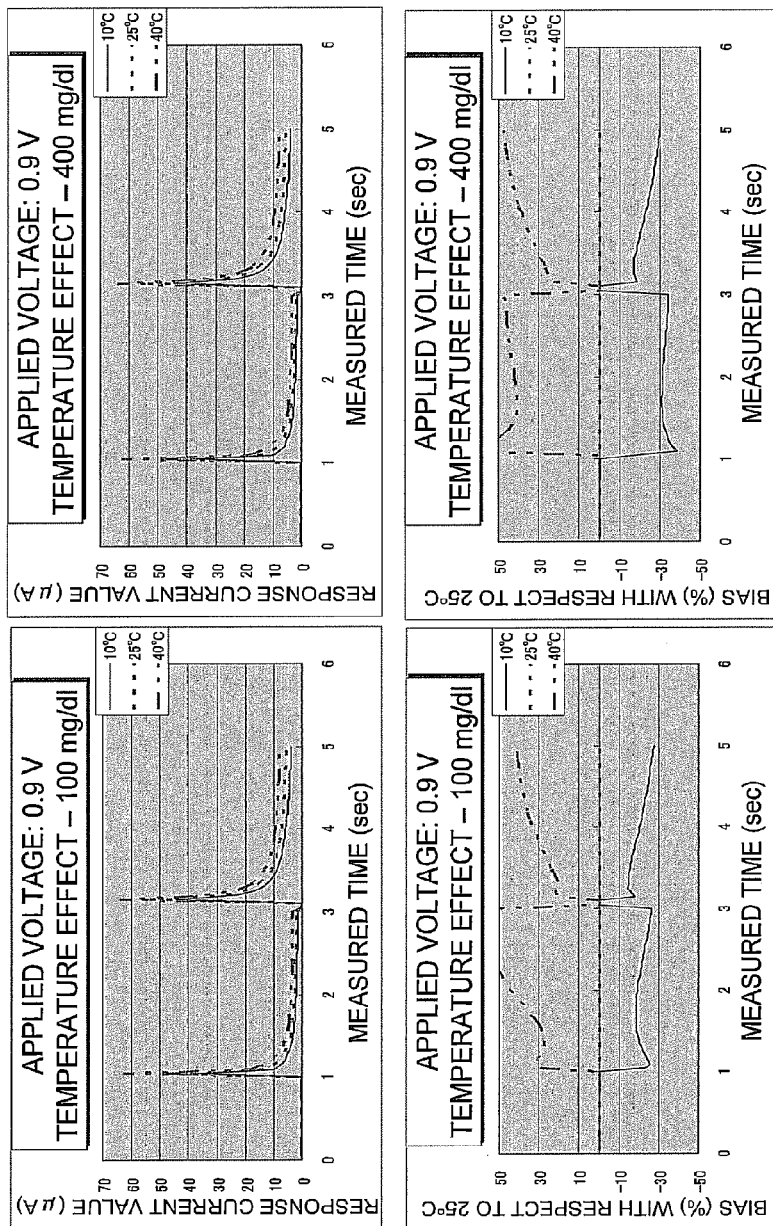 APPLIED VOLTAGE: 0.9 V
TEMPERATURE EFFECT – 100 mg/dl
RESPONSE CURRENT VALUE (μA)
70
60
50
40
30
20
10
0
0 1 2 3 4 5 6
MEASURED TIME (sec)
10°C
25°C
40°C
APPLIED VOLTAGE: 0.9 V
TEMPERATURE EFFECT – 400 mg/dl
RESPONSE CURRENT VALUE (μA)
70
60
50
40
30
20
10
0
0 1 2 3 4 5 6
MEASURED TIME (sec)
10°C
25°C
40°C
APPLIED VOLTAGE: 0.9 V
TEMPERATURE EFFECT – 100 mg/dl
BIAS (%) WITH RESPECT TO 25°C
50
30
10
-10
-30
-50
0 1 2 3 4 5 6
MEASURED TIME (sec)
10°C
25°C
40°C
APPLIED VOLTAGE: 0.9 V
TEMPERATURE EFFECT – 400 mg/dl
BIAS (%) WITH RESPECT TO 25°C
50
30
10
-10
-30
-50
0 1 2 3 4 5 6
MEASURED TIME (sec)
10°C
25°C
40°C